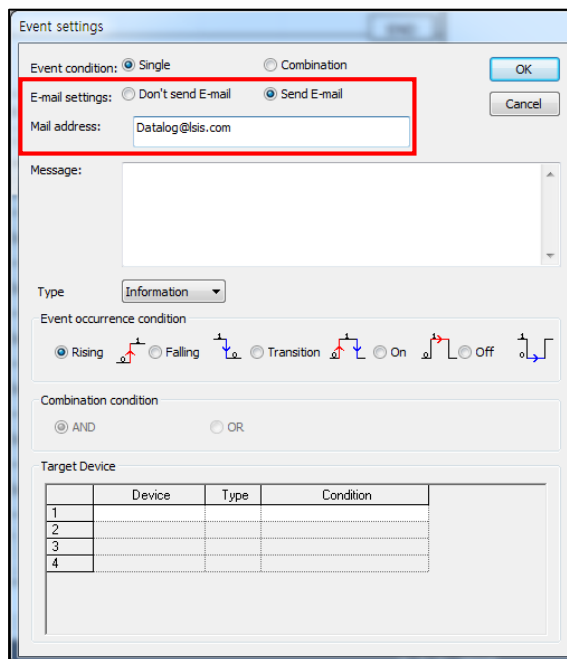 Event settings
Event condition: Single Combination OK
E-mail settings: Don't send E-mail Send E-mail
Cancel
Mail address: Datalog@lsis.com
Message:
Type Information
Event occurrence condition
Rising 0 1 Falling 1 0 Transition 0 1 On 0 1 Off 1 0
Combination condition
AND OR
Target Device
Device Type Condition
1
2
3
4